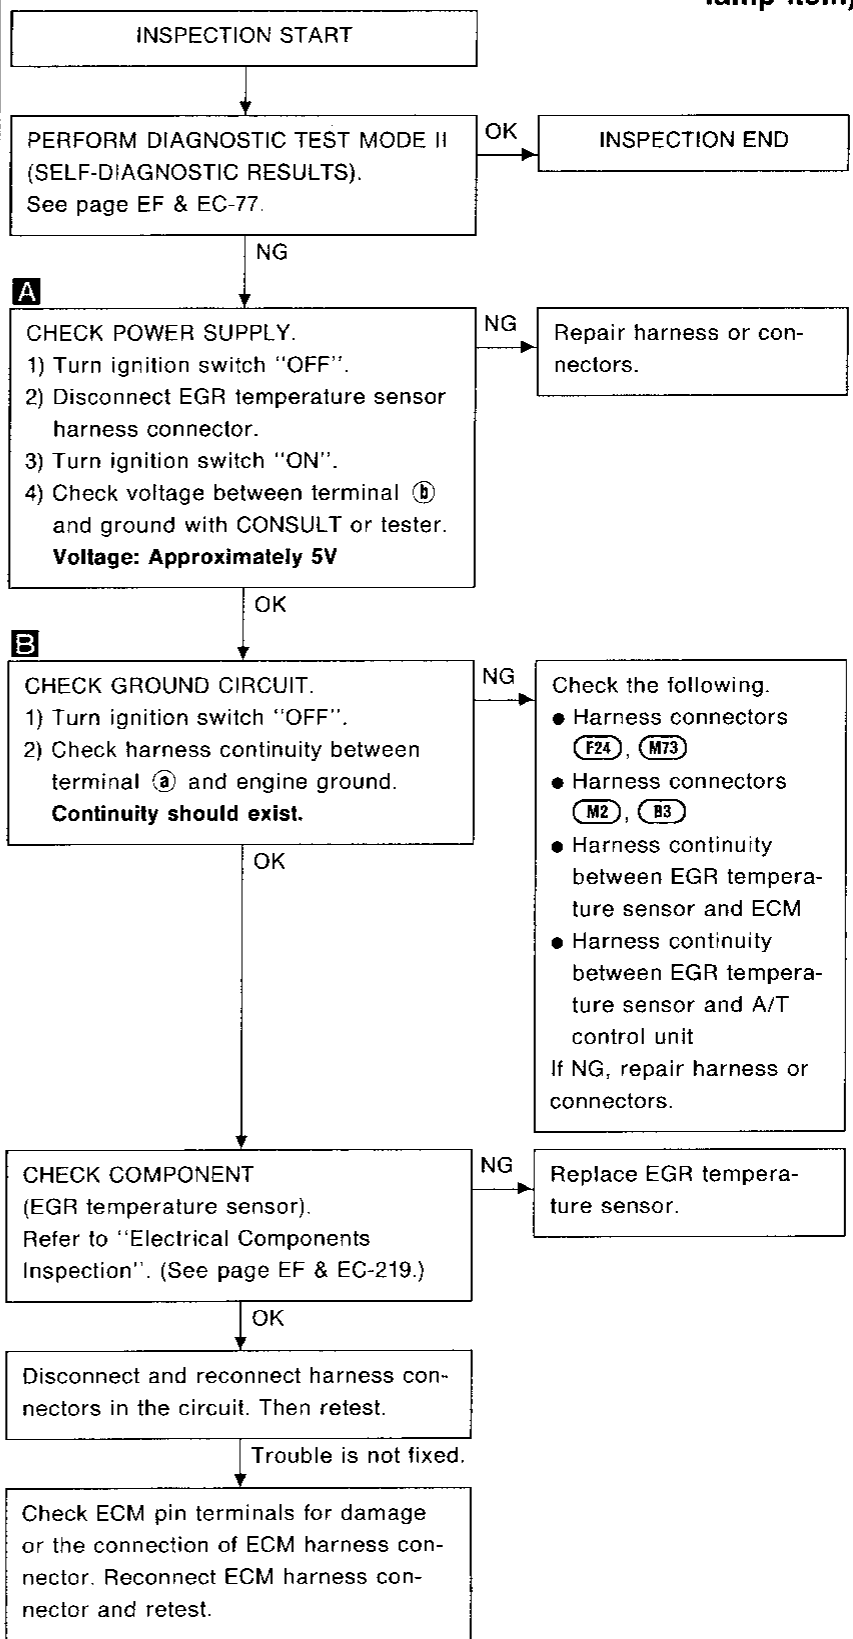 lamp item)
INSPECTION START
PERFORM DIAGNOSTIC TEST MODE II
(SELF-DIAGNOSTIC RESULTS).
See page EF & EC-77.
OK
INSPECTION END
NG
A
CHECK POWER SUPPLY.
1) Turn ignition switch "OFF".
2) Disconnect EGR temperature sensor
harness connector.
3) Turn ignition switch "ON".
4) Check voltage between terminal ⓑ
and ground with CONSULT or tester.
Voltage: Approximately 5V
NG
Repair harness or con-
nectors.
OK
B
CHECK GROUND CIRCUIT.
1) Turn ignition switch "OFF".
2) Check harness continuity between
terminal ⓐ and engine ground.
Continuity should exist.
NG
Check the following.
● Harness connectors
F24, M73
● Harness connectors
M2, B3
● Harness continuity
between EGR tempera-
ture sensor and ECM
● Harness continuity
between EGR tempera-
ture sensor and A/T
control unit
If NG, repair harness or
connectors.
OK
CHECK COMPONENT
(EGR temperature sensor).
Refer to "Electrical Components
Inspection". (See page EF & EC-219.)
NG
Replace EGR tempera-
ture sensor.
OK
Disconnect and reconnect harness con-
nectors in the circuit. Then retest.
Trouble is not fixed.
Check ECM pin terminals for damage
or the connection of ECM harness con-
nector. Reconnect ECM harness con-
nector and retest.